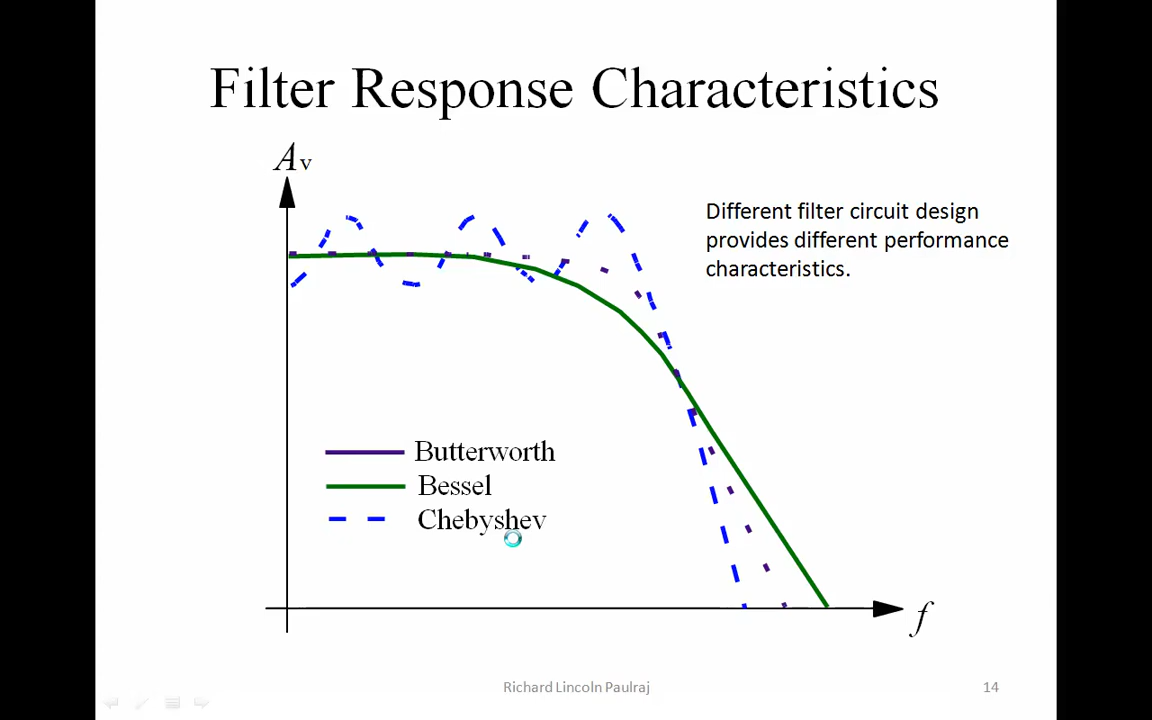 Filter Response Characteristics
Av
Different filter circuit design
provides different performance
characteristics.
Butterworth
Bessel
Chebyshev
f
Richard Lincoln Paulraj
14